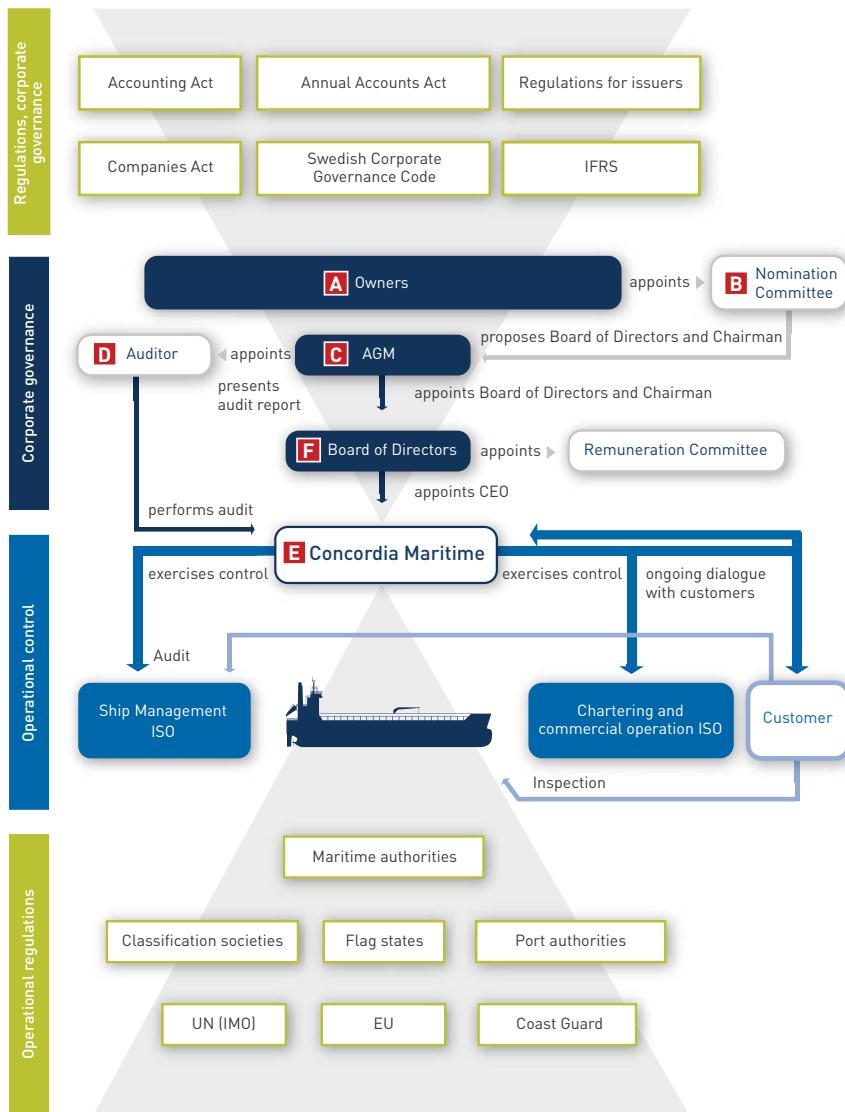 Regulations, corporate
governance
Accounting Act
Annual Accounts Act
Regulations for issuers
Companies Act
Swedish Corporate
Governance Code
IFRS
Corporate governance
A Owners
appoints
B Nomination
Committee
D Auditor
appoints
C AGM
proposes Board of Directors and Chairman
presents
audit report
appoints Board of Directors and Chairman
F Board of Directors
appoints
Remuneration Committee
appoints CEO
performs audit
Operational control
E Concordia Maritime
exercises control
exercises control
ongoing dialogue
with customers
Audit
Ship Management
ISO
Chartering and
commercial operation ISO
Customer
Inspection
Operational regulations
Maritime authorities
Classification societies
Flag states
Port authorities
UN (IMO)
EU
Coast Guard